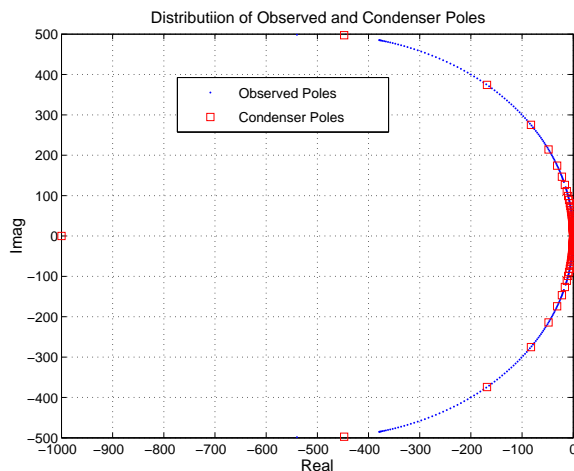 Distributiion of Observed and Condenser Poles
500
400
300
200
100
0
−100
−200
−300
−400
−500
Imag
Observed Poles
Condenser Poles
−1000 −900 −800 −700 −600 −500 −400 −300 −200 −100 0
Real